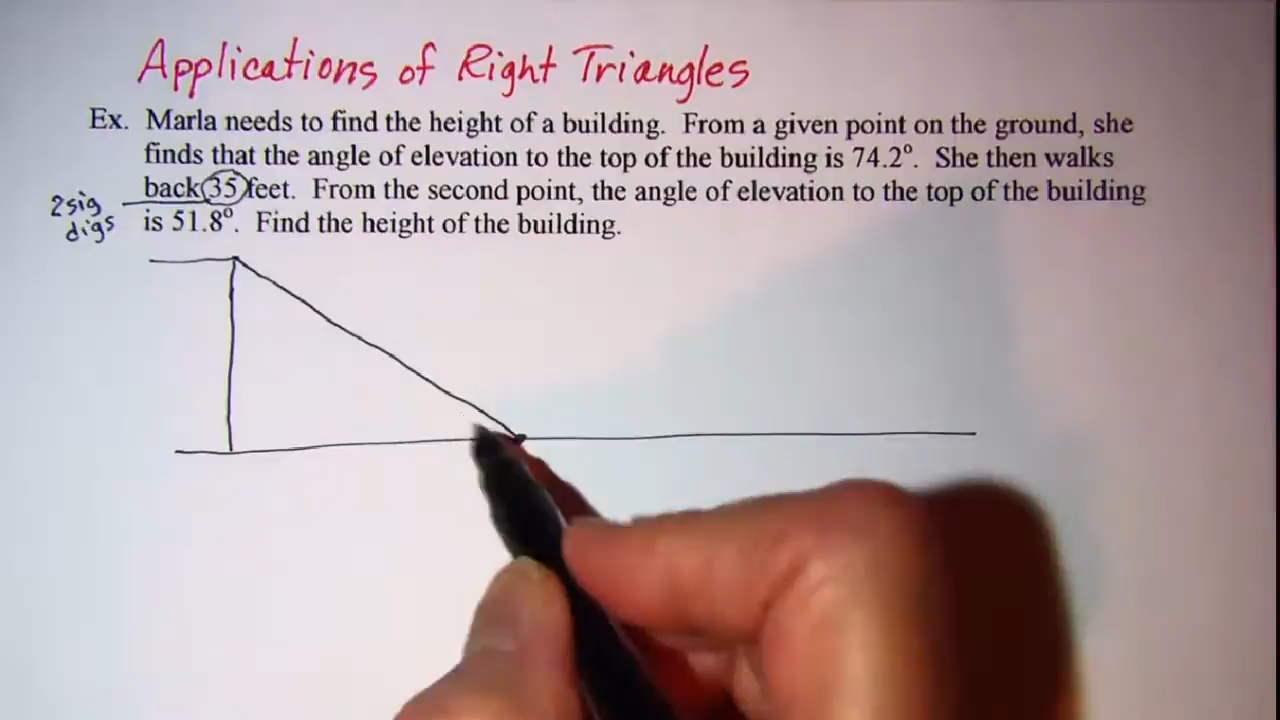 Applications of Right Triangles
Ex. Marla needs to find the height of a building. From a given point on the ground, she
finds that the angle of elevation to the top of the building is 74.2°. She then walks
back 35 feet. From the second point, the angle of elevation to the top of the building
is 51.8°. Find the height of the building.
2 sig
digs